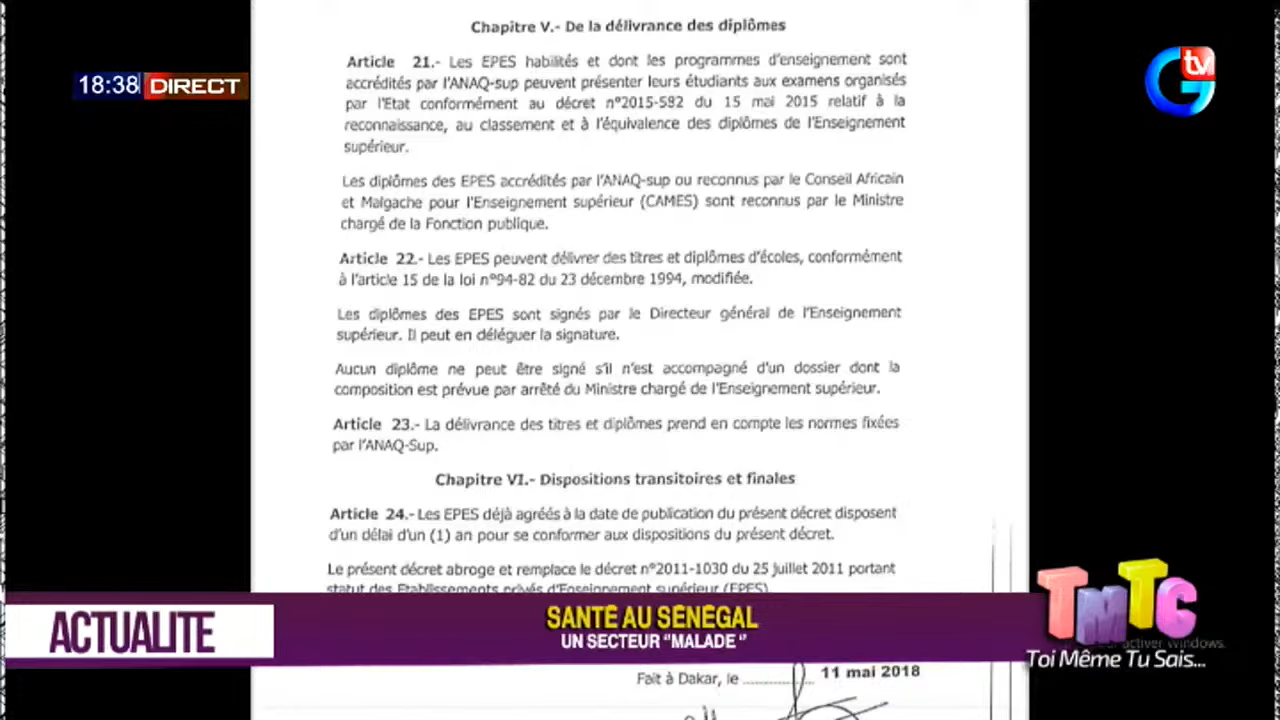 Chapitre V.- De la délivrance des diplômes
Article 21.- Les EPES habilités et dont les programmes d'enseignement sont
accrédités par l'ANAQ-sup peuvent présenter leurs étudiants aux examens organisés
par l'Etat conformément au décret n°2015-582 du 15 mai 2015 relatif à la
reconnaissance, au classement et à l'équivalence des diplômes de l'Enseignement
supérieur.
Les diplômes des EPES accrédités par l'ANAQ-sup ou reconnus par le Conseil Africain
et Malgache pour l'Enseignement supérieur (CAMES) sont reconnus par le Ministre
chargé de la Fonction publique.
Article 22.- Les EPES peuvent délivrer des titres et diplômes d'écoles, conformément
à l'article 15 de la loi n°94-82 du 23 décembre 1994, modifiée.
Les diplômes des EPES sont signés par le Directeur général de l'Enseignement
supérieur. Il peut en déléguer la signature.
Aucun diplôme ne peut être signé s'il n'est accompagné d'un dossier dont la
composition est prévue par arrêté du Ministre chargé de l'Enseignement supérieur.
Article 23.- La délivrance des titres et diplômes prend en compte les normes fixées
par l'ANAQ-Sup.
Chapitre VI.- Dispositions transitoires et finales
Article 24.- Les EPES déjà agréés à la date de publication du présent décret disposent
d'un délai d'un (1) an pour se conformer aux dispositions du présent décret.
Le présent décret abroge et remplace le décret n°2011-1030 du 25 juillet 2011 portant
statut des Etablissements privés d'Enseignement supérieur (EPES)
Fait à Dakar, le 11 mai 2018
18:38 DIRECT
G tv
ACTUALITE
SANTÉ AU SÉNÉGAL
UN SECTEUR "MALADE"
TMTC
activer Windows.
Toi Même Tu Sais...